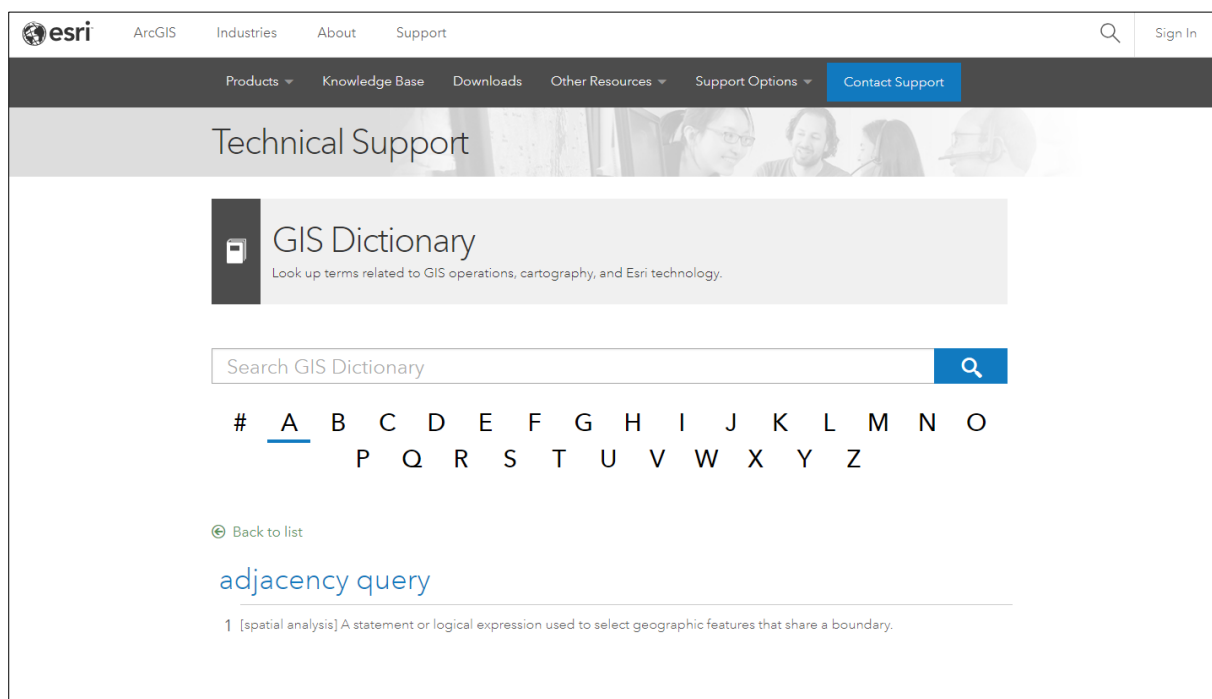 esri ArcGIS Industries About Support Sign In
Products Knowledge Base Downloads Other Resources Support Options Contact Support
Technical Support
GIS Dictionary
Look up terms related to GIS operations, cartography, and Esri technology.
Search GIS Dictionary
# A B C D E F G H I J K L M N O
P Q R S T U V W X Y Z
Back to list
adjacency query
1 [spatial analysis] A statement or logical expression used to select geographic features that share a boundary.